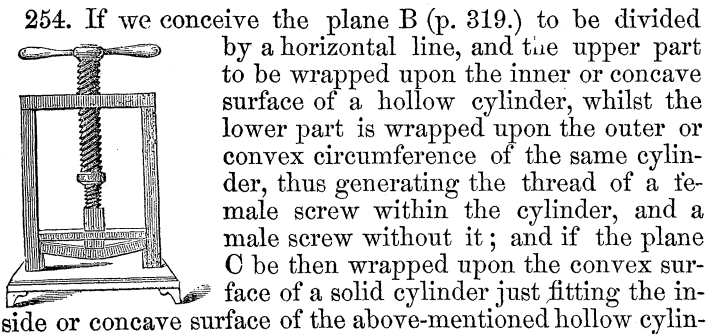 254. If we conceive the plane B (p. 319.) to be divided
by a horizontal line, and the upper part
to be wrapped upon the inner or concave
surface of a hollow cylinder, whilst the
lower part is wrapped upon the outer or
convex circumference of the same cylin-
der, thus generating the thread of a fe-
male screw within the cylinder, and a
male screw without it; and if the plane
C be then wrapped upon the convex sur-
face of a solid cylinder just fitting the in-
side or concave surface of the above-mentioned hollow cylin-